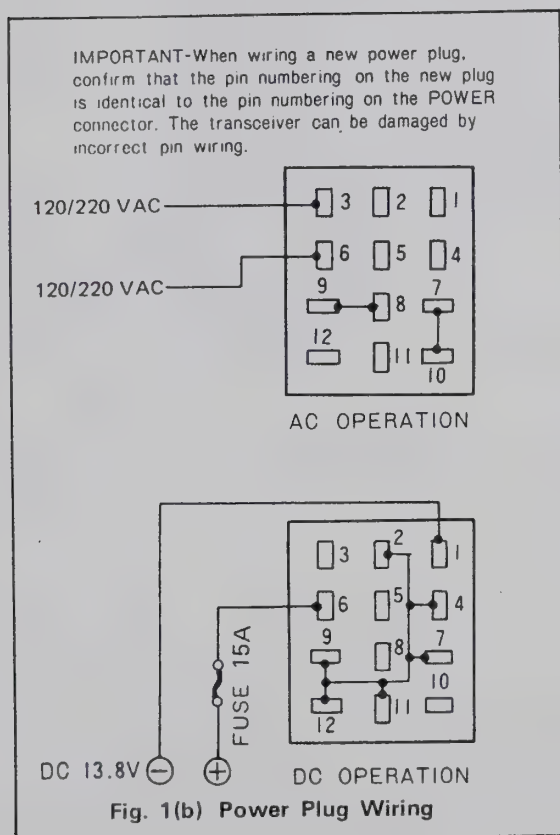 IMPORTANT-When wiring a new power plug,
confirm that the pin numbering on the new plug
is identical to the pin numbering on the POWER
connector. The transceiver can be damaged by
incorrect pin wiring.
120/220 VAC
3 2 1
120/220 VAC
6 5 4
9 8 7
12 11 10
AC OPERATION
3 2 1
6 5 4
9 8 7
12 11 10
FUSE 15A
DC 13.8V - +
DC OPERATION
Fig. 1(b) Power Plug Wiring